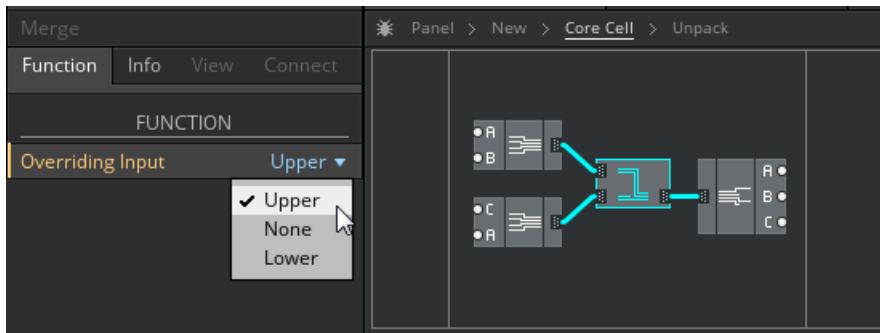 Merge
Function Info View Connect
FUNCTION
Overriding Input Upper
Upper
None
Lower
Panel > New > Core Cell > Unpack
A
B
C
A
A
B
C